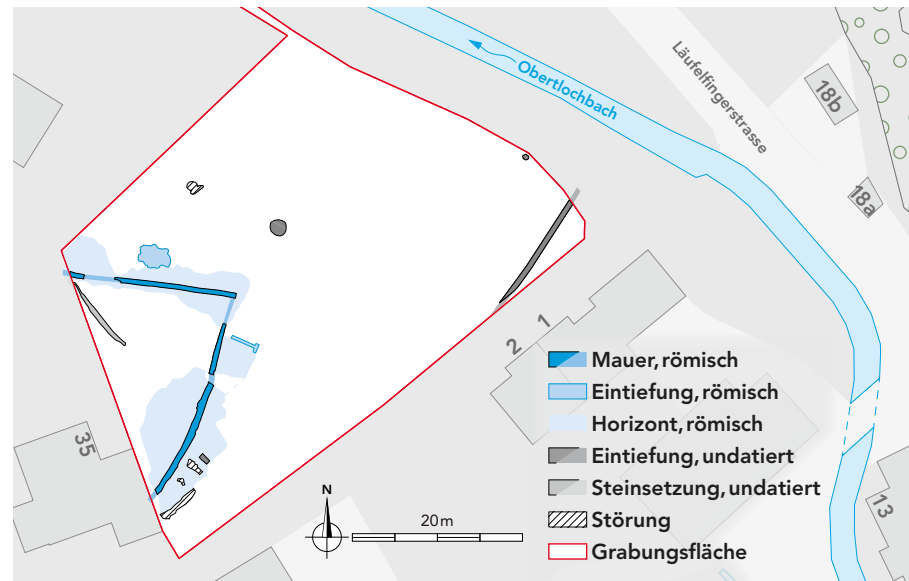 Obertlochbach
Läufelfingerstrasse
18b
18a
1
2
35
13
N
20 m
Mauer, römisch
Eintiefung, römisch
Horizont, römisch
Eintiefung, undatiert
Steinsetzung, undatiert
Störung
Grabungsfläche